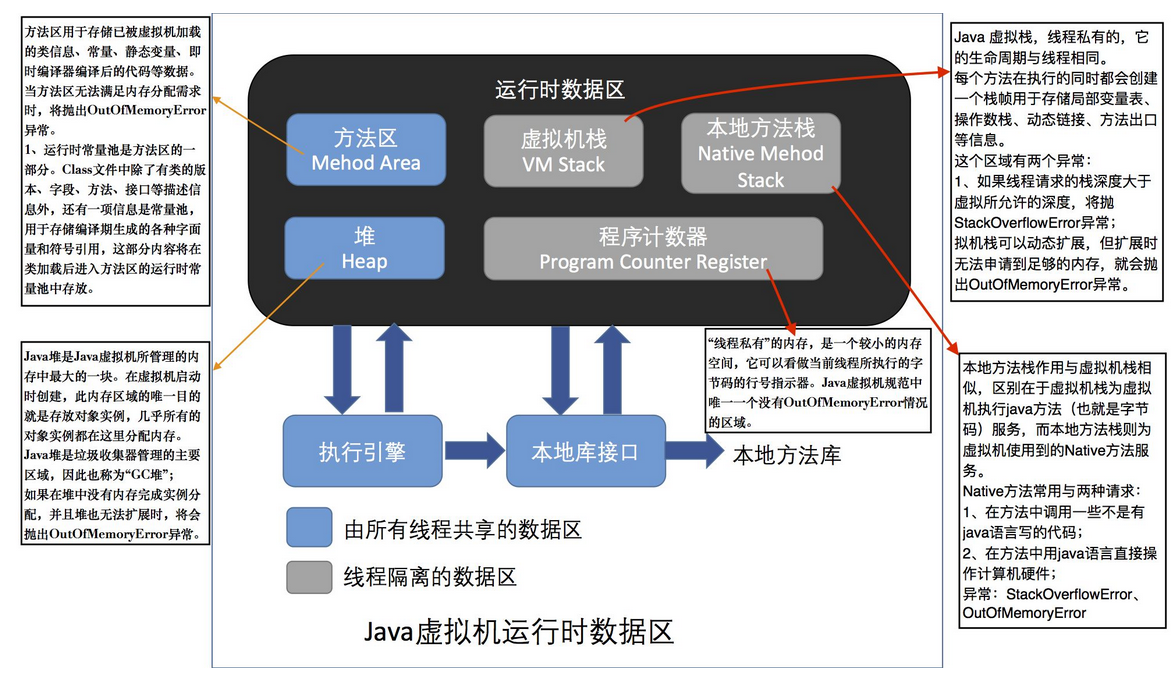 方法区用于存储已被虚拟机加载
的类信息、常量、静态变量、即
时编译器编译后的代码等数据。
当方法区无法满足内存分配需求
时，将抛出OutOfMemoryError
异常。
1、运行时常量池是方法区的一
部分。Class文件中除了有类的版
本、字段、方法、接口等描述信
息外，还有一项信息是常量池，
用于存储编译期生成的各种字面
量和符号引用，这部分内容将在
类加载后进入方法区的运行时常
量池中存放。
Java堆是Java虚拟机所管理的内
存中最大的一块。在虚拟机启动
时创建，此内存区域的唯一目的
就是存放对象实例，几乎所有的
对象实例都在这里分配内存。
Java堆是垃圾收集器管理的主要
区域，因此也称为“GC堆”；
如果在堆中没有内存完成实例分
配，并且堆也无法扩展时，将会
抛出OutOfMemoryError异常。
运行时数据区
方法区
Mehod Area
虚拟机栈
VM Stack
本地方法栈
Native Mehod
Stack
堆
Heap
程序计数器
Program Counter Register
“线程私有”的内存，是一个较小的内存
空间，它可以看做当前线程所执行的字
节码的行号指示器。Java虚拟机规范中
唯一一个没有OutOfMemoryError情况
的区域。
执行引擎
本地库接口
本地方法库
由所有线程共享的数据区
线程隔离的数据区
Java虚拟机运行时数据区
Java 虚拟栈，线程私有的，它
的生命周期与线程相同。
每个方法在执行的同时都会创建
一个栈帧用于存储局部变量表、
操作数栈、动态链接、方法出口
等信息。
这个区域有两个异常：
1、如果线程请求的栈深度大于
虚拟所允许的深度，将抛
StackOverflowError异常；
拟机栈可以动态扩展，但扩展时
无法申请到足够的内存，就会抛
出OutOfMemoryError异常。
本地方法栈作用与虚拟机栈相
似，区别在于虚拟机栈为虚拟
机执行java方法（也就是字节
码）服务，而本地方法栈则为
虚拟机使用到的Native方法服
务。
Native方法常用与两种请求：
1、在方法中调用一些不是有
java语言写的代码；
2、在方法中用java语言直接操
作计算机硬件；
异常：StackOverflowError、
OutOfMemoryError